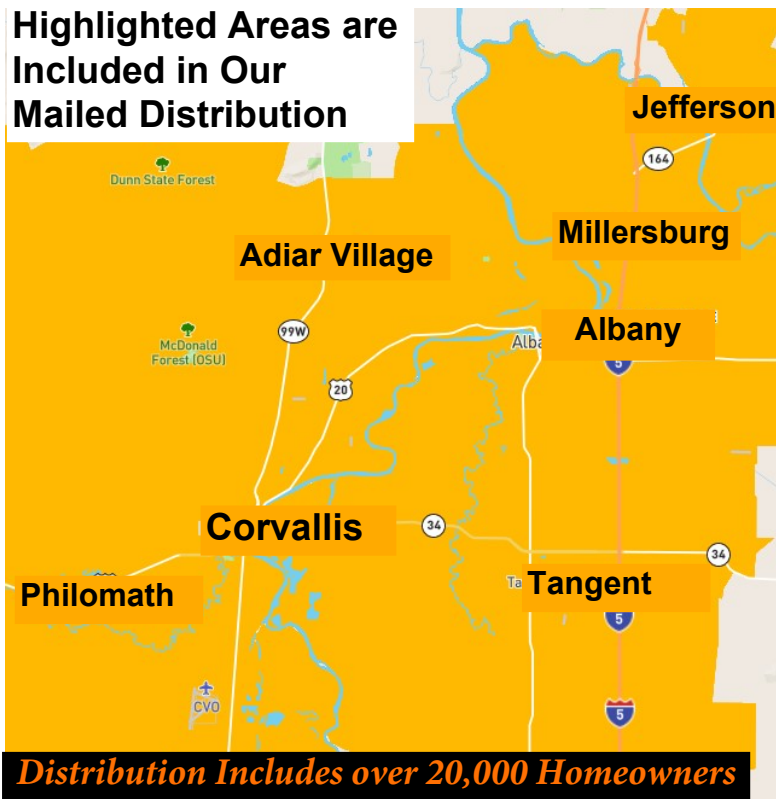 Highlighted Areas are
Included in Our
Mailed Distribution
Jefferson
164
Dunn State Forest
Millersburg
Adiar Village
99W
Albany
McDonald
Forest (OSU)
Alba
5
20
Corvallis
34
34
Philomath
Ta
Tangent
5
CVO
5
Distribution Includes over 20,000 Homeowners